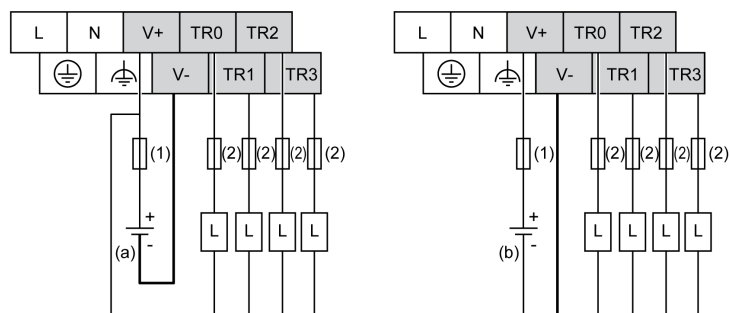 L N V+ TR0 TR2
V- TR1 TR3
(1) (2) (2) (2) (2)
+
L L L L
-
(a)
L N V+ TR0 TR2
V- TR1 TR3
(1) (2) (2) (2) (2)
+
L L L L
-
(b)